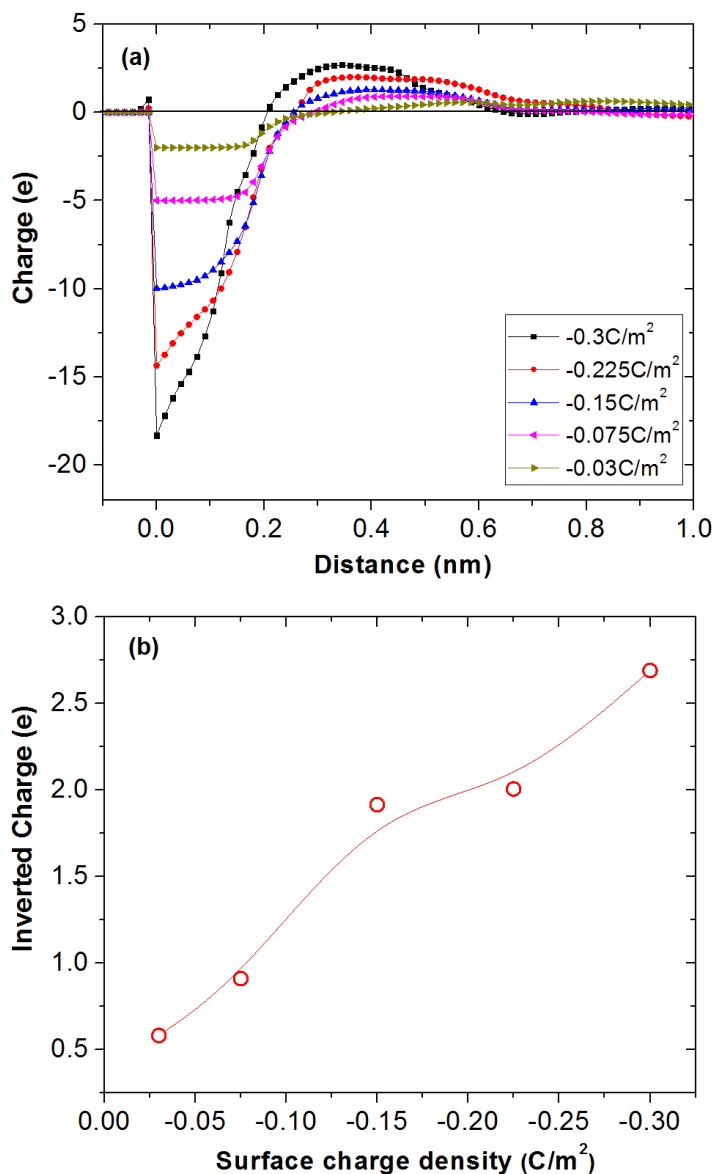 (a)
5
0
-5
-10
-15
-20
Charge (e)
-0.3C/m²
-0.225C/m²
-0.15C/m²
-0.075C/m²
-0.03C/m²
0.0 0.2 0.4 0.6 0.8 1.0
Distance (nm)
(b)
3.0
2.5
2.0
1.5
1.0
0.5
Inverted Charge (e)
0.00 -0.05 -0.10 -0.15 -0.20 -0.25 -0.30
Surface charge density (C/m²)